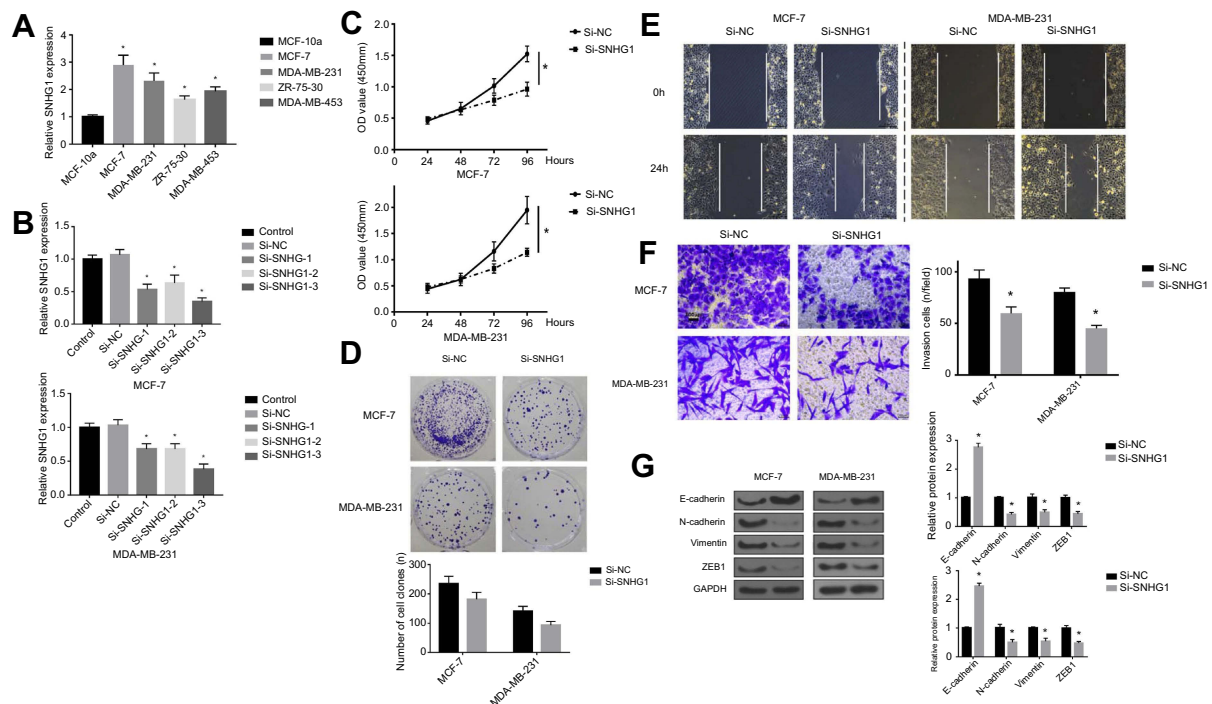 A
Relative SNHG1 expression
4
3
2
1
0
*
*
*
*
MCF-10a
MCF-7
MDA-MB-231
ZR-75-30
MDA-MB-453
MCF-10a
MCF-7
MDA-MB-231
ZR-75-30
MDA-MB-453
B
Relative SNHG1 expression
1.5
1.0
0.5
0.0
*
*
*
Control
Si-NC
Si-SNHG-1
Si-SNHG1-2
Si-SNHG1-3
MCF-7
Control
Si-NC
Si-SNHG-1
Si-SNHG1-2
Si-SNHG1-3
Relative SNHG1 expression
1.5
1.0
0.5
0.0
*
*
*
Control
Si-NC
Si-SNHG-1
Si-SNHG1-2
Si-SNHG1-3
MDA-MB-231
Control
Si-NC
Si-SNHG-1
Si-SNHG1-2
Si-SNHG1-3
C
OD value (450mm)
2.0
1.5
1.0
0.5
0.0
Si-NC
Si-SNHG1
*
0 24 48 72 96 Hours
MCF-7
OD value (450mm)
2.5
2.0
1.5
1.0
0.5
0.0
Si-NC
Si-SNHG1
*
0 24 48 72 96 Hours
MDA-MB-231
D
Si-NC Si-SNHG1
MCF-7
MDA-MB-231
Number of cell clones (n)
300
200
100
0
Si-NC
Si-SNHG1
MCF-7
MDA-MB-231
E
MCF-7 MDA-MB-231
Si-NC Si-SNHG1 Si-NC Si-SNHG1
0h
24h
F
Si-NC Si-SNHG1
MCF-7
MDA-MB-231
Invasion cells (n/field)
100
50
0
*
*
Si-NC
Si-SNHG1
MCF-7
MDA-MB-231
G
MCF-7 MDA-MB-231
E-cadherin
N-cadherin
Vimentin
ZEB1
GAPDH
Relative protein expression
3
2
1
0
*
*
*
*
Si-NC
Si-SNHG1
E-cadherin
N-cadherin
Vimentin
ZEB1
Relative protein expression
3
2
1
0
*
*
*
*
Si-NC
Si-SNHG1
E-cadherin
N-cadherin
Vimentin
ZEB1